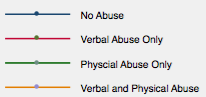 No Abuse
Verbal Abuse Only
Physcial Abuse Only
Verbal and Physical Abuse